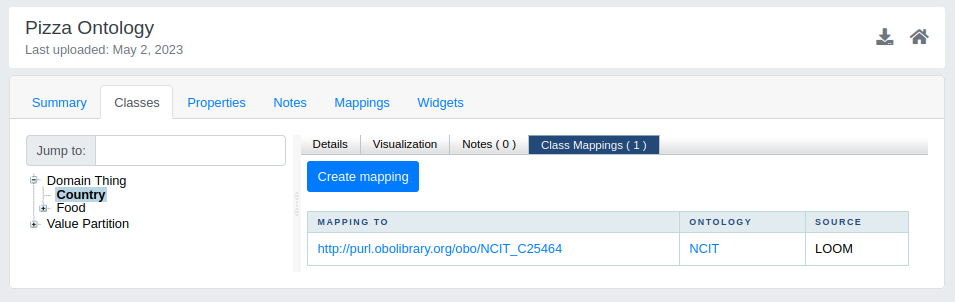 Pizza Ontology
Last uploaded: May 2, 2023
Summary Classes Properties Notes Mappings Widgets
Jump to:
Domain Thing
Country
Food
Value Partition
Details Visualization Notes ( 0 ) Class Mappings ( 1 )
Create mapping
MAPPING TO ONTOLOGY SOURCE
http://purl.obolibrary.org/obo/NCIT_C25464 NCIT LOOM